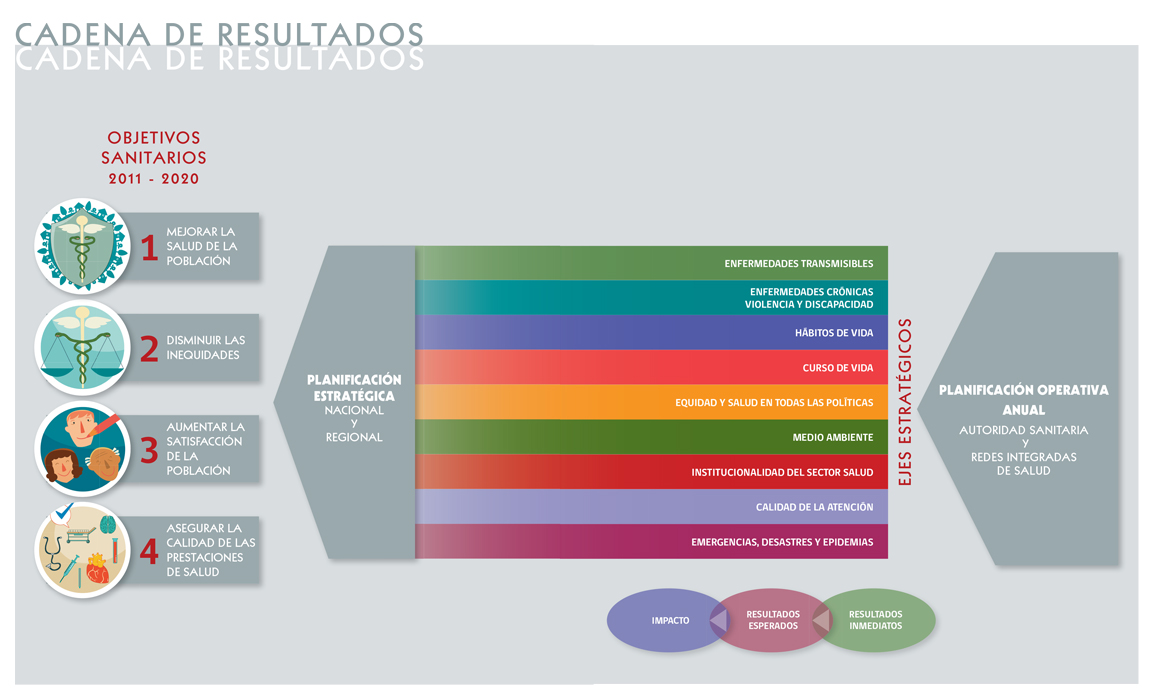 CADENA DE RESULTADOS
CADENA DE RESULTADOS
OBJETIVOS
SANITARIOS
2011 - 2020
1
MEJORAR LA
SALUD DE LA
POBLACIÓN
2
DISMINUIR LAS
INEQUIDADES
3
AUMENTAR LA
SATISFACCIÓN
DE LA
POBLACIÓN
4
ASEGURAR LA
CALIDAD DE LAS
PRESTACIONES
DE SALUD
PLANIFICACIÓN
ESTRATÉGICA
NACIONAL
y
REGIONAL
ENFERMEDADES TRANSMISIBLES
ENFERMEDADES CRÓNICAS
VIOLENCIA Y DISCAPACIDAD
HÁBITOS DE VIDA
CURSO DE VIDA
EQUIDAD Y SALUD EN TODAS LAS POLÍTICAS
MEDIO AMBIENTE
INSTITUCIONALIDAD DEL SECTOR SALUD
CALIDAD DE LA ATENCIÓN
EMERGENCIAS, DESASTRES Y EPIDEMIAS
EJES ESTRATÉGICOS
PLANIFICACIÓN OPERATIVA
ANUAL
AUTORIDAD SANITARIA
y
REDES INTEGRADAS
DE SALUD
IMPACTO
RESULTADOS
ESPERADOS
RESULTADOS
INMEDIATOS